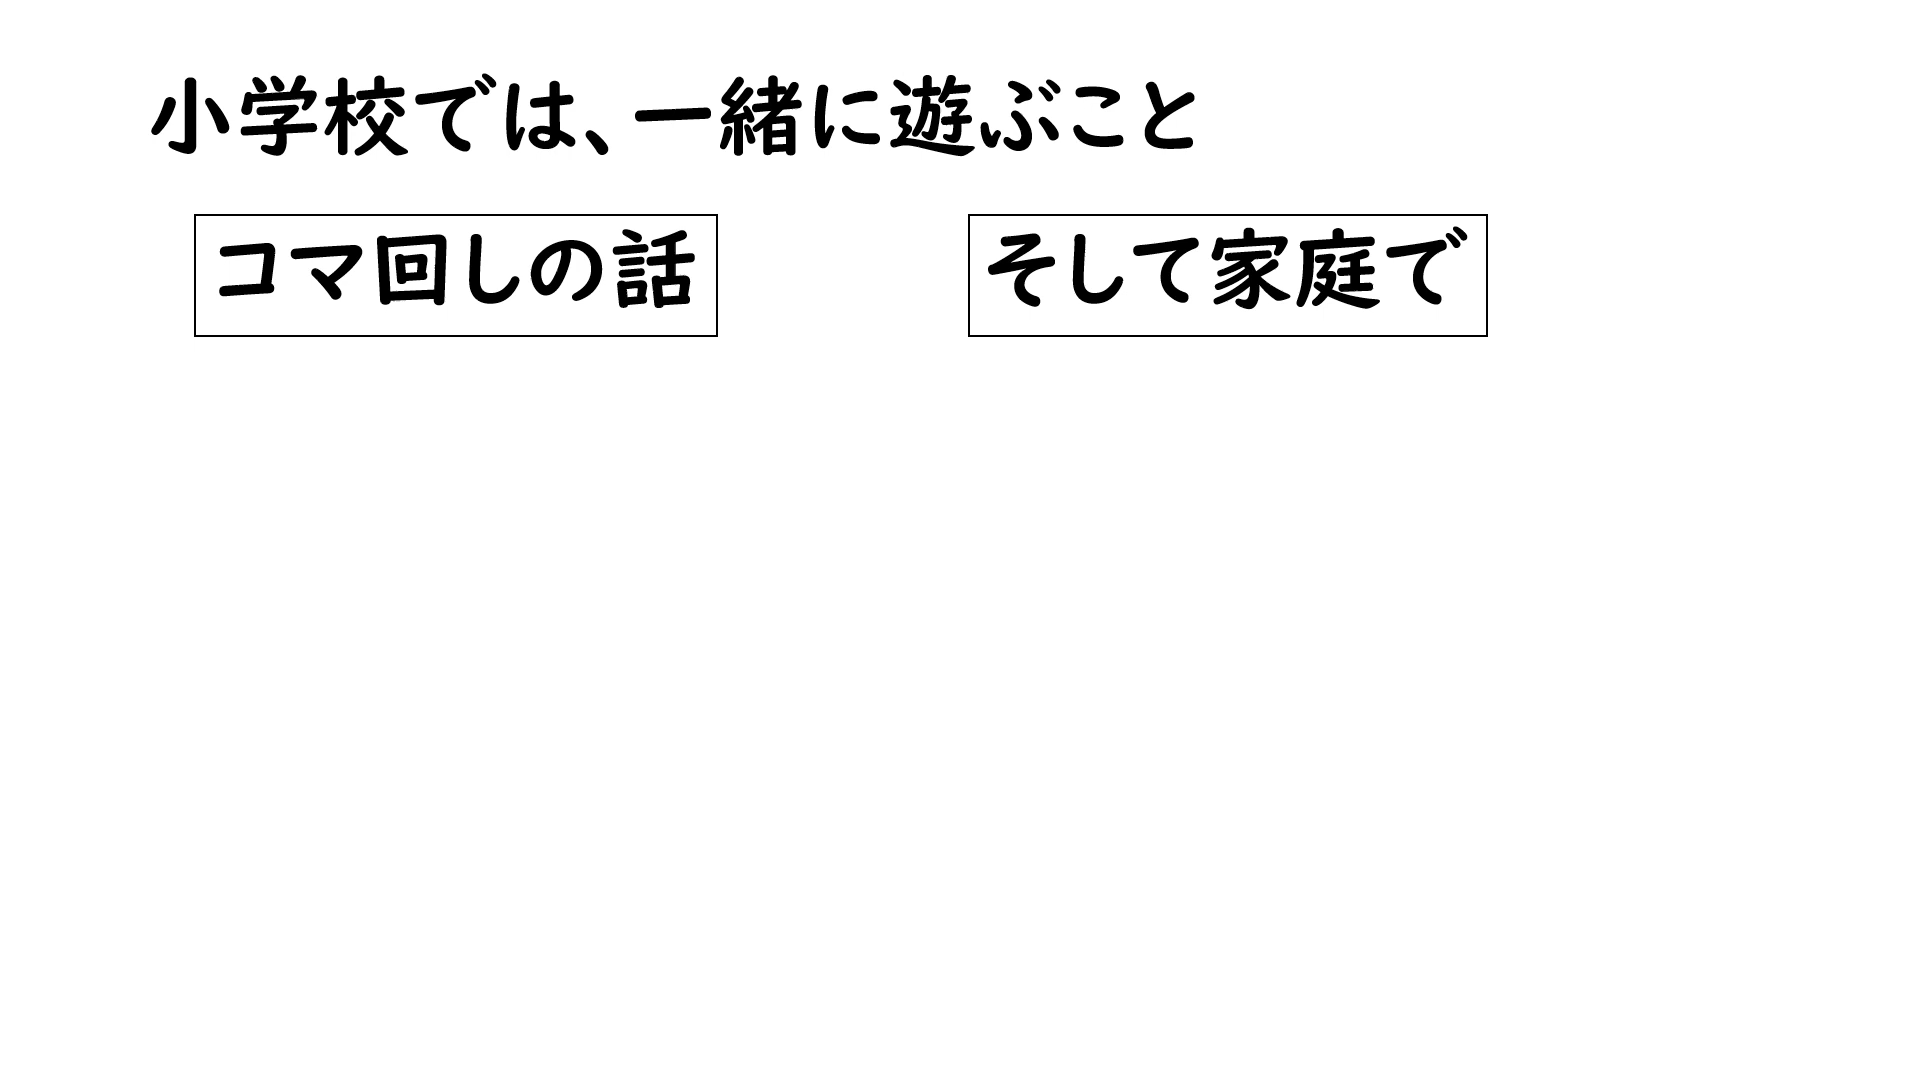 小学校では、一緒に遊ぶこと
コマ回しの話
そして家庭で